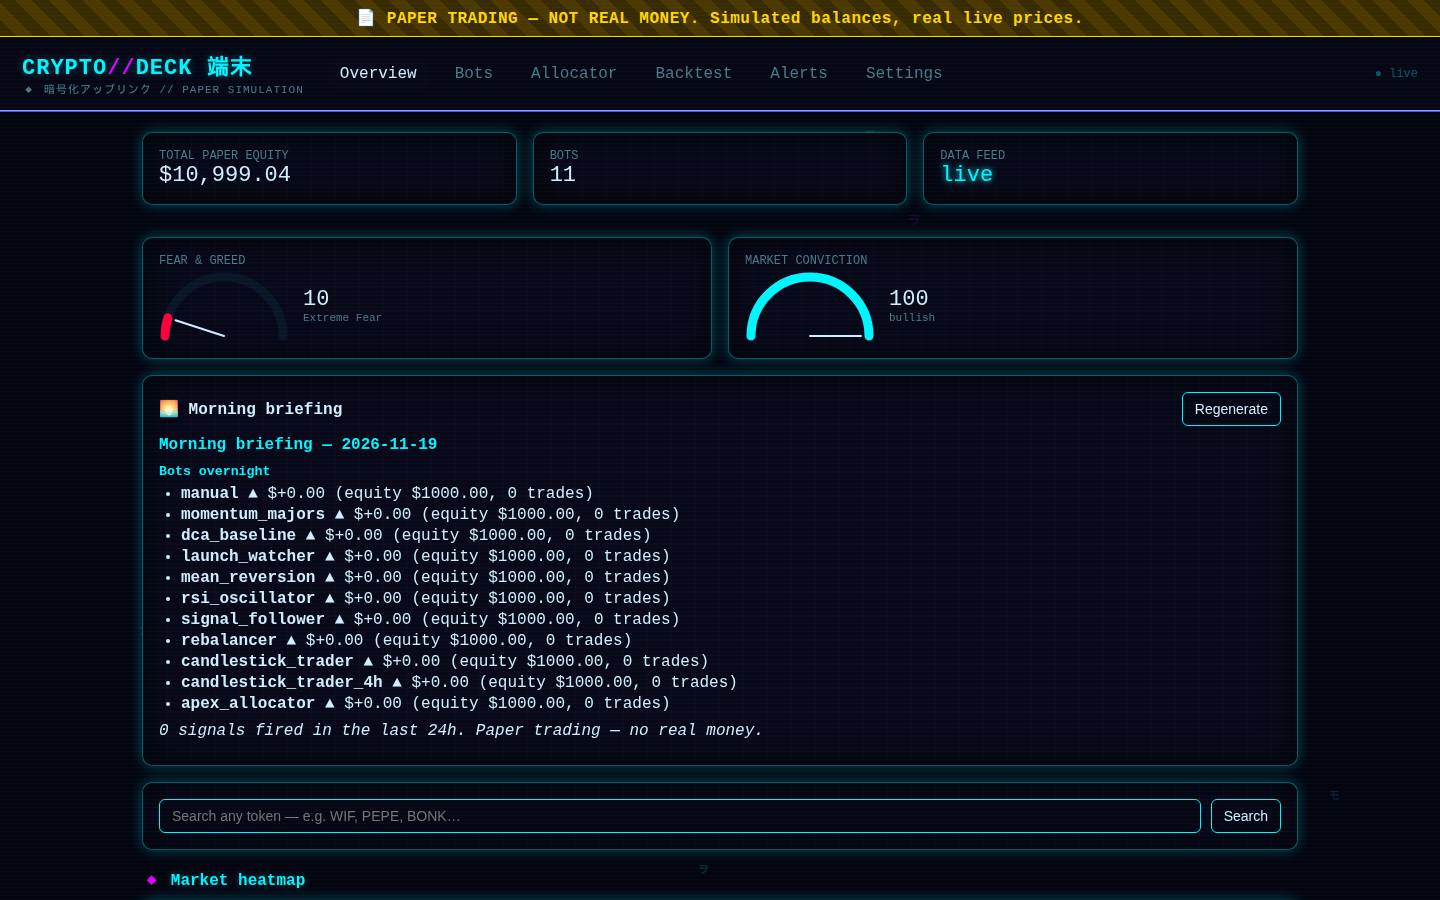 📄 PAPER TRADING — NOT REAL MONEY. Simulated balances, real live prices.
CRYPTO//DECK 端末
◆ 暗号化アップリンク // PAPER SIMULATION
Overview Bots Allocator Backtest Alerts Settings
● live
TOTAL PAPER EQUITY
$10,999.04
BOTS
11
DATA FEED
live
ラ
FEAR & GREED
10
Extreme Fear
MARKET CONVICTION
100
bullish
🌅 Morning briefing
Regenerate
Morning briefing — 2026-11-19
Bots overnight
• manual ▲ $+0.00 (equity $1000.00, 0 trades)
• momentum_majors ▲ $+0.00 (equity $1000.00, 0 trades)
• dca_baseline ▲ $+0.00 (equity $1000.00, 0 trades)
• launch_watcher ▲ $+0.00 (equity $1000.00, 0 trades)
• mean_reversion ▲ $+0.00 (equity $1000.00, 0 trades)
• rsi_oscillator ▲ $+0.00 (equity $1000.00, 0 trades)
• signal_follower ▲ $+0.00 (equity $1000.00, 0 trades)
• rebalancer ▲ $+0.00 (equity $1000.00, 0 trades)
• candlestick_trader ▲ $+0.00 (equity $1000.00, 0 trades)
• candlestick_trader_4h ▲ $+0.00 (equity $1000.00, 0 trades)
• apex_allocator ▲ $+0.00 (equity $1000.00, 0 trades)
0 signals fired in the last 24h. Paper trading — no real money.
モ
Search any token — e.g. WIF, PEPE, BONK…
Search
◆ Market heatmap